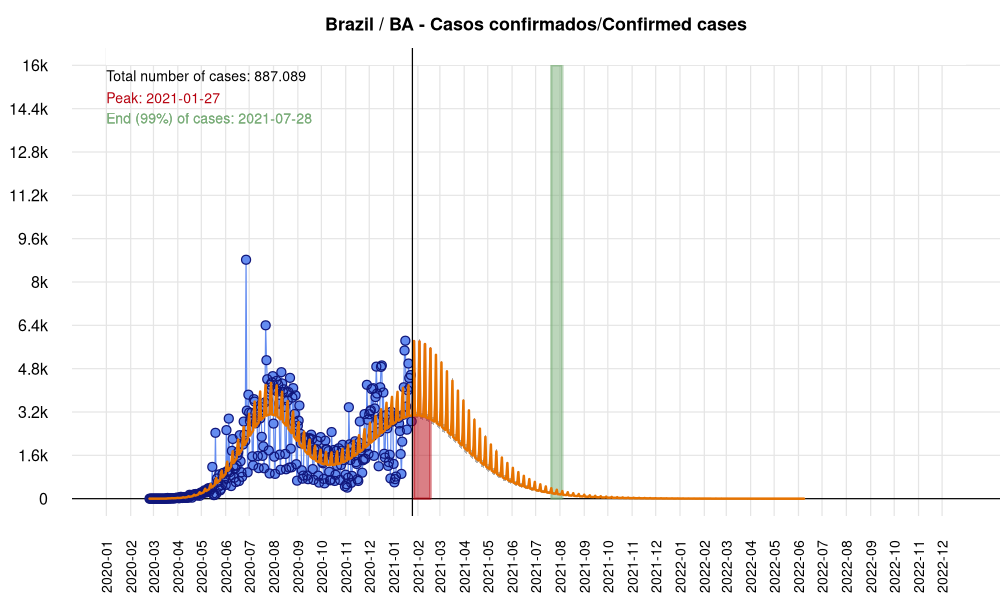 Brazil / BA - Casos confirmados/Confirmed cases
Total number of cases: 887.089
Peak: 2021-01-27
End (99%) of cases: 2021-07-28
16k
14.4k
12.8k
11.2k
9.6k
8k
6.4k
4.8k
3.2k
1.6k
0
2020-01
2020-02
2020-03
2020-04
2020-05
2020-06
2020-07
2020-08
2020-09
2020-10
2020-11
2020-12
2021-01
2021-02
2021-03
2021-04
2021-05
2021-06
2021-07
2021-08
2021-09
2021-10
2021-11
2021-12
2022-01
2022-02
2022-03
2022-04
2022-05
2022-06
2022-07
2022-08
2022-09
2022-10
2022-11
2022-12